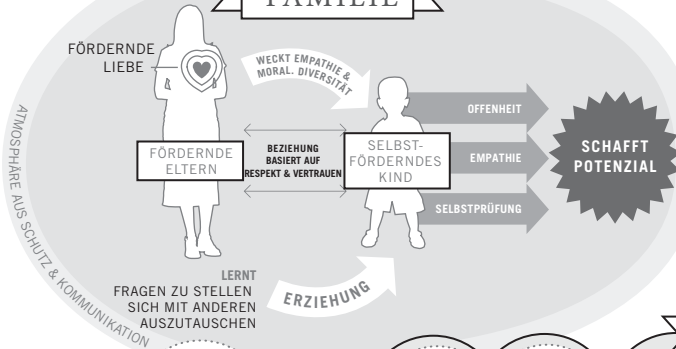 FAMILIE
FÖRDERNDE
LIEBE
WECKT EMPATHIE &
MORAL. DIVERSITÄT
OFFENHEIT
EMPATHIE
SELBSTPRÜFUNG
SCHAFFT
POTENZIAL
FÖRDERNDE
ELTERN
BEZIEHUNG
BASIERT AUF
RESPEKT & VERTRAUEN
SELBST-
FÖRDERNDES
KIND
ATMOSPHÄRE AUS SCHUTZ & KOMMUNIKATION
LERNT
FRAGEN ZU STELLEN
SICH MIT ANDEREN
AUSZUTAUSCHEN
ERZIEHUNG